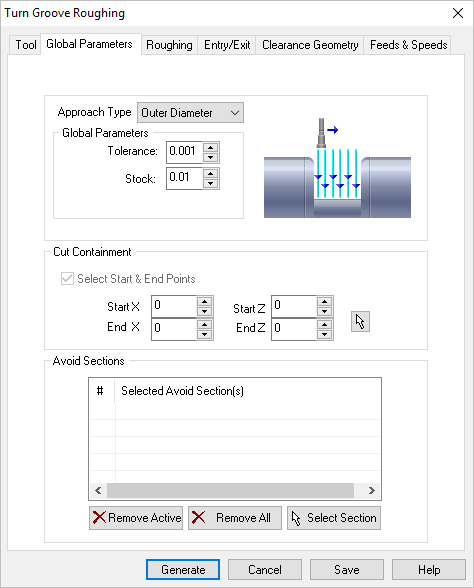 Turn Groove Roughing
Tool Global Parameters Roughing Entry/Exit Clearance Geometry Feeds & Speeds
Approach Type Outer Diameter
Global Parameters
Tolerance: 0.001
Stock: 0.01
Cut Containment
Select Start & End Points
Start X 0 Start Z 0
End X 0 End Z 0
Avoid Sections
# Selected Avoid Section(s)
Remove Active Remove All Select Section
Generate Cancel Save Help